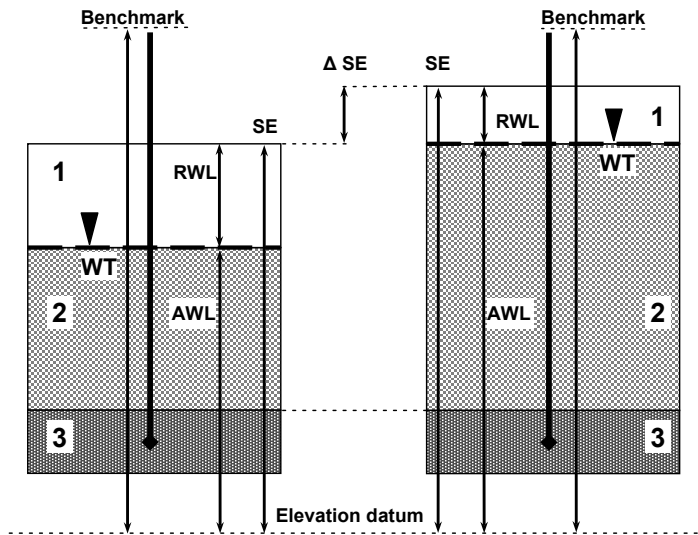 Benchmark
SE
1
RWL
WT
2
AWL
3
Δ SE
Benchmark
SE
1
RWL
WT
AWL
2
3
Elevation datum